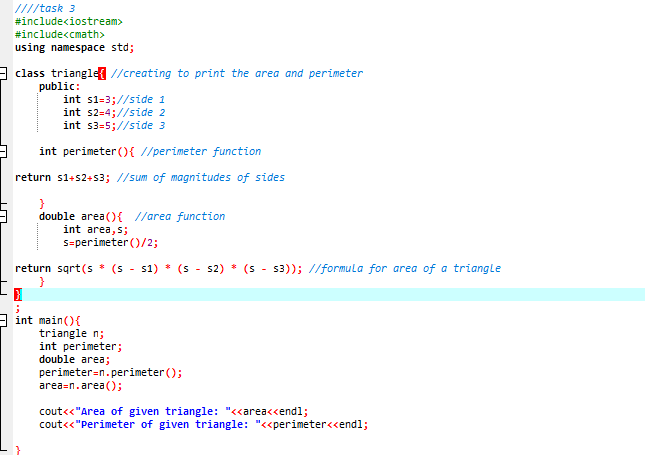 ////task 3
#include<iostream>
#include<cmath>
using namespace std;
class triangle{ //creating to print the area and perimeter
public:
int s1=3;//side 1
int s2=4;//side 2
int s3=5;//side 3
int perimeter(){ //perimeter function
return s1+s2+s3; //sum of magnitudes of sides
}
double area(){  //area function
int area,s;
s=perimeter()/2;
return sqrt(s * (s - s1) * (s - s2) * (s - s3)); //formula for area of a triangle
}
}
;
int main(){
triangle n;
int perimeter;
double area;
perimeter=n.perimeter();
area=n.area();
cout<<"Area of given triangle: "<<area<<endl;
cout<<"Perimeter of given triangle: "<<perimeter<<endl;
}